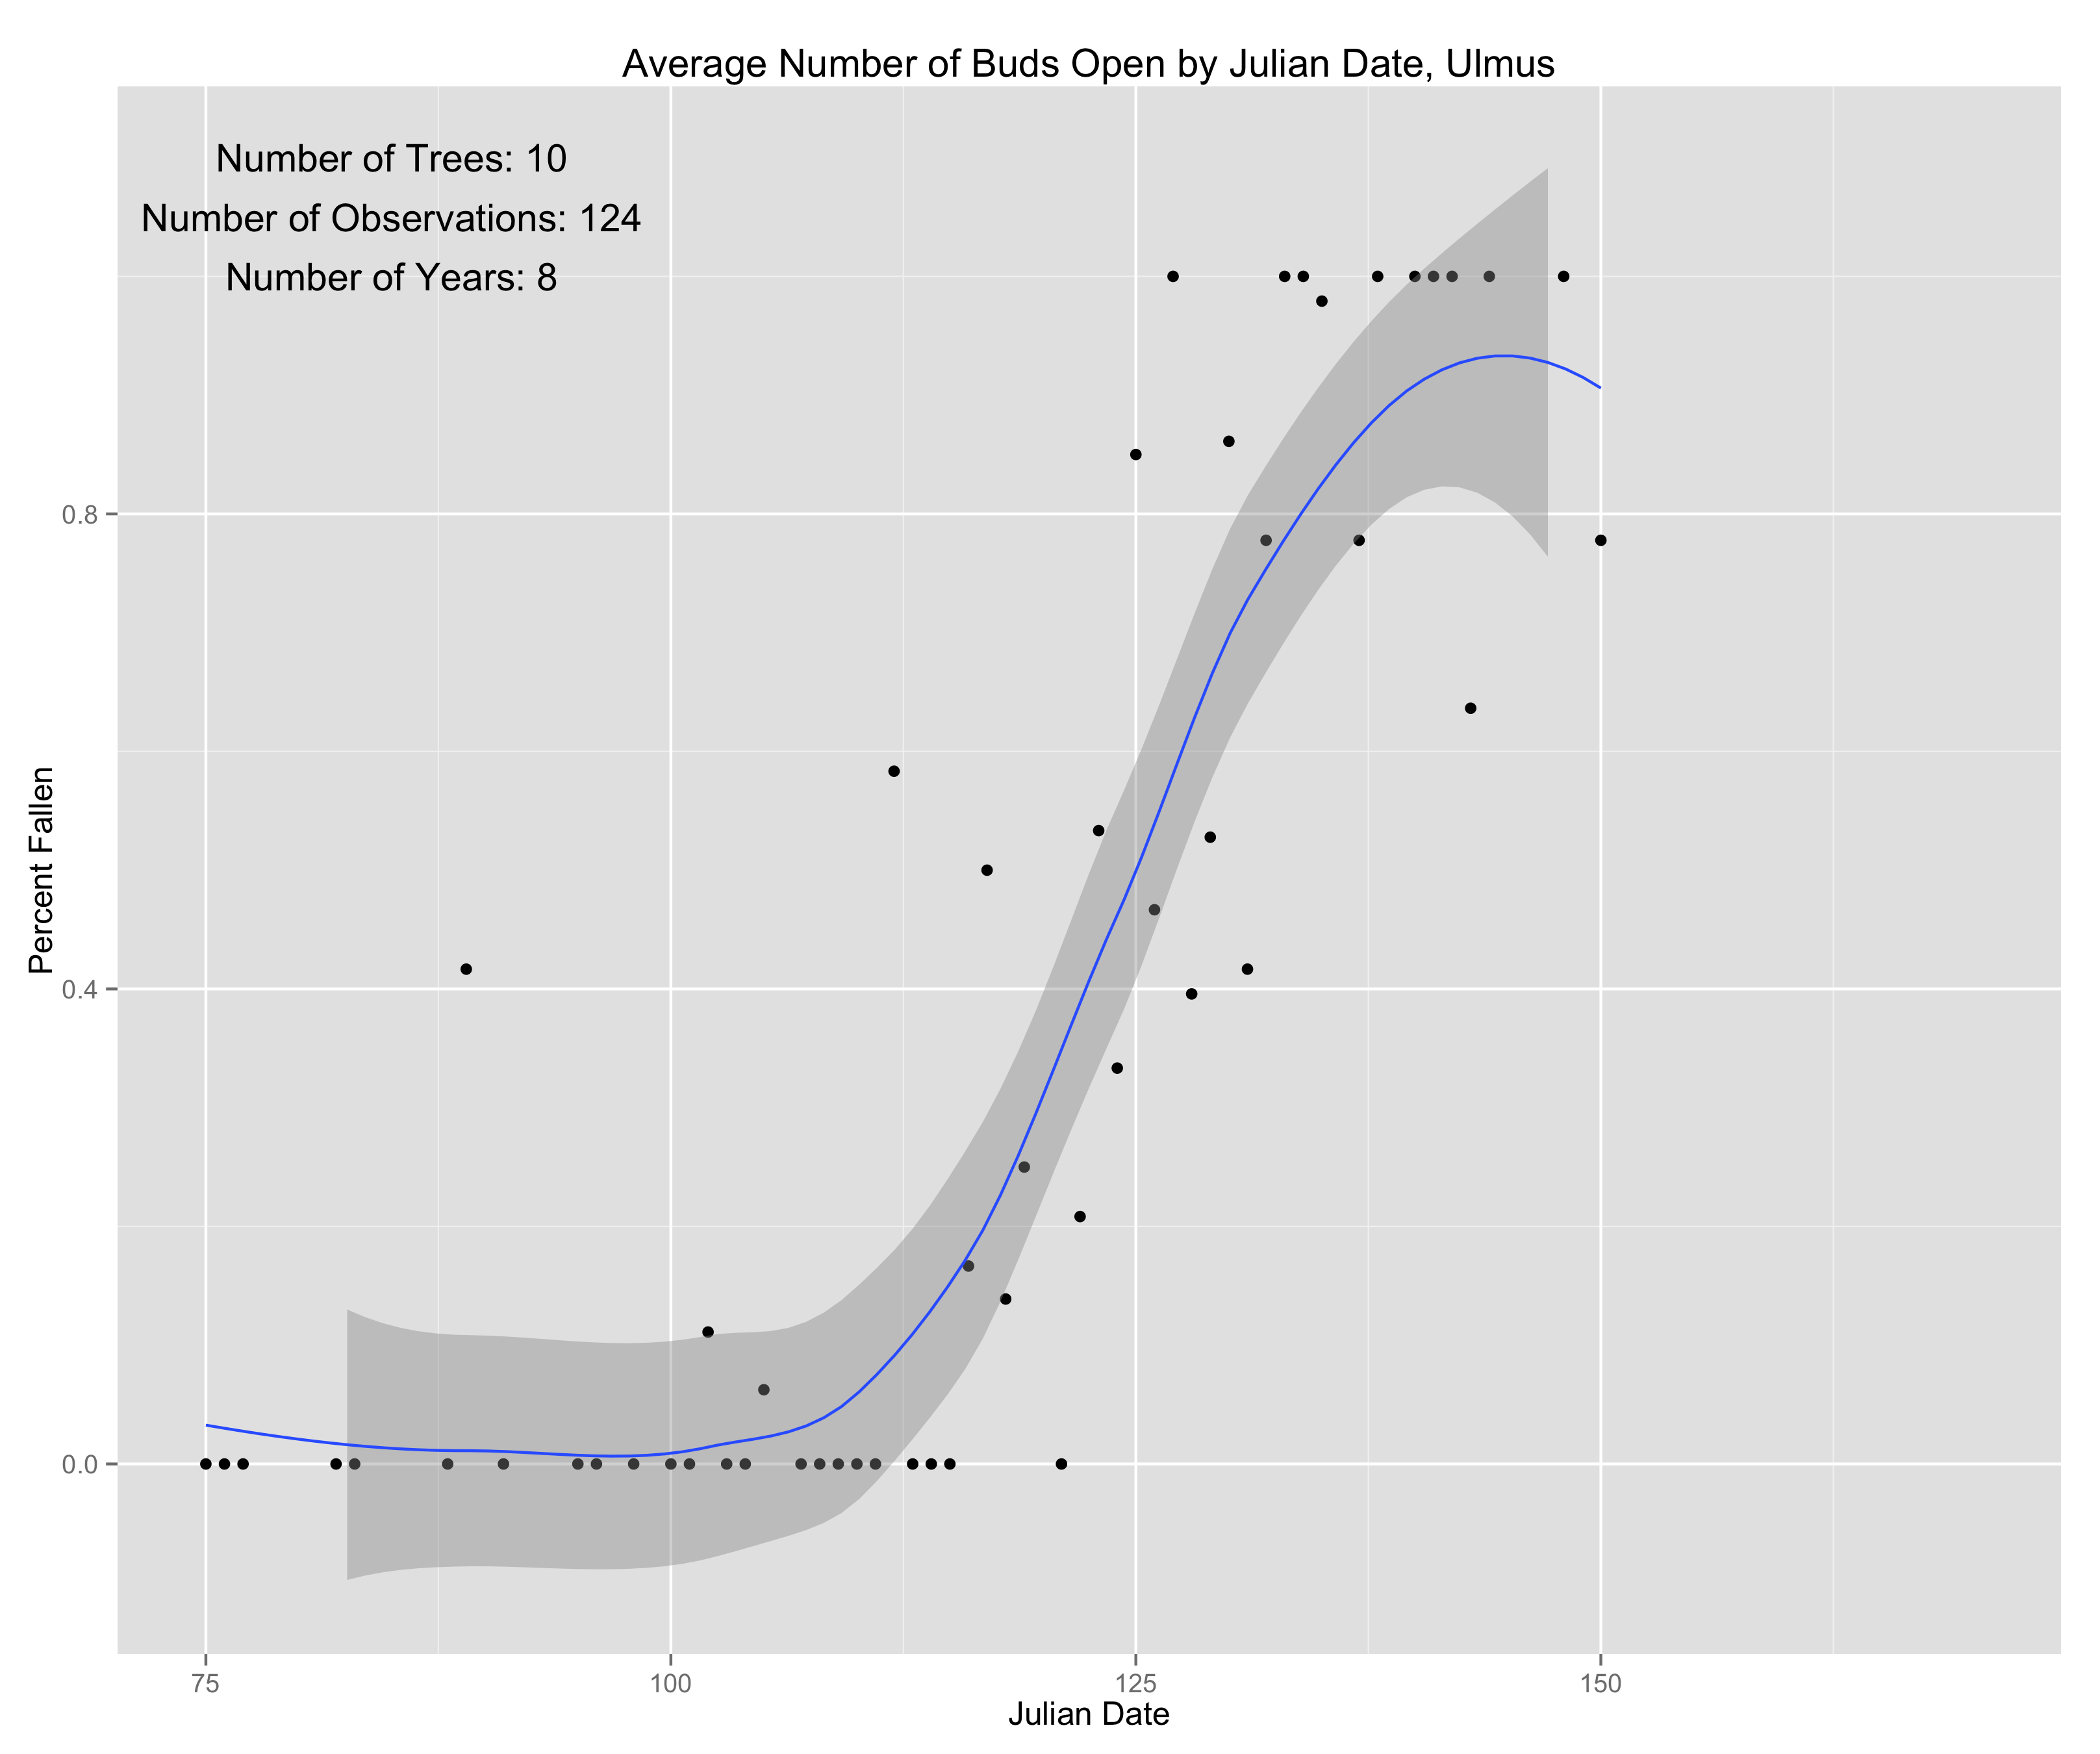 Average Number of Buds Open by Julian Date, Ulmus
Number of Trees: 10
Number of Observations: 124
Number of Years: 8
Percent Fallen
0.8
0.4
0.0
75 100 125 150
Julian Date